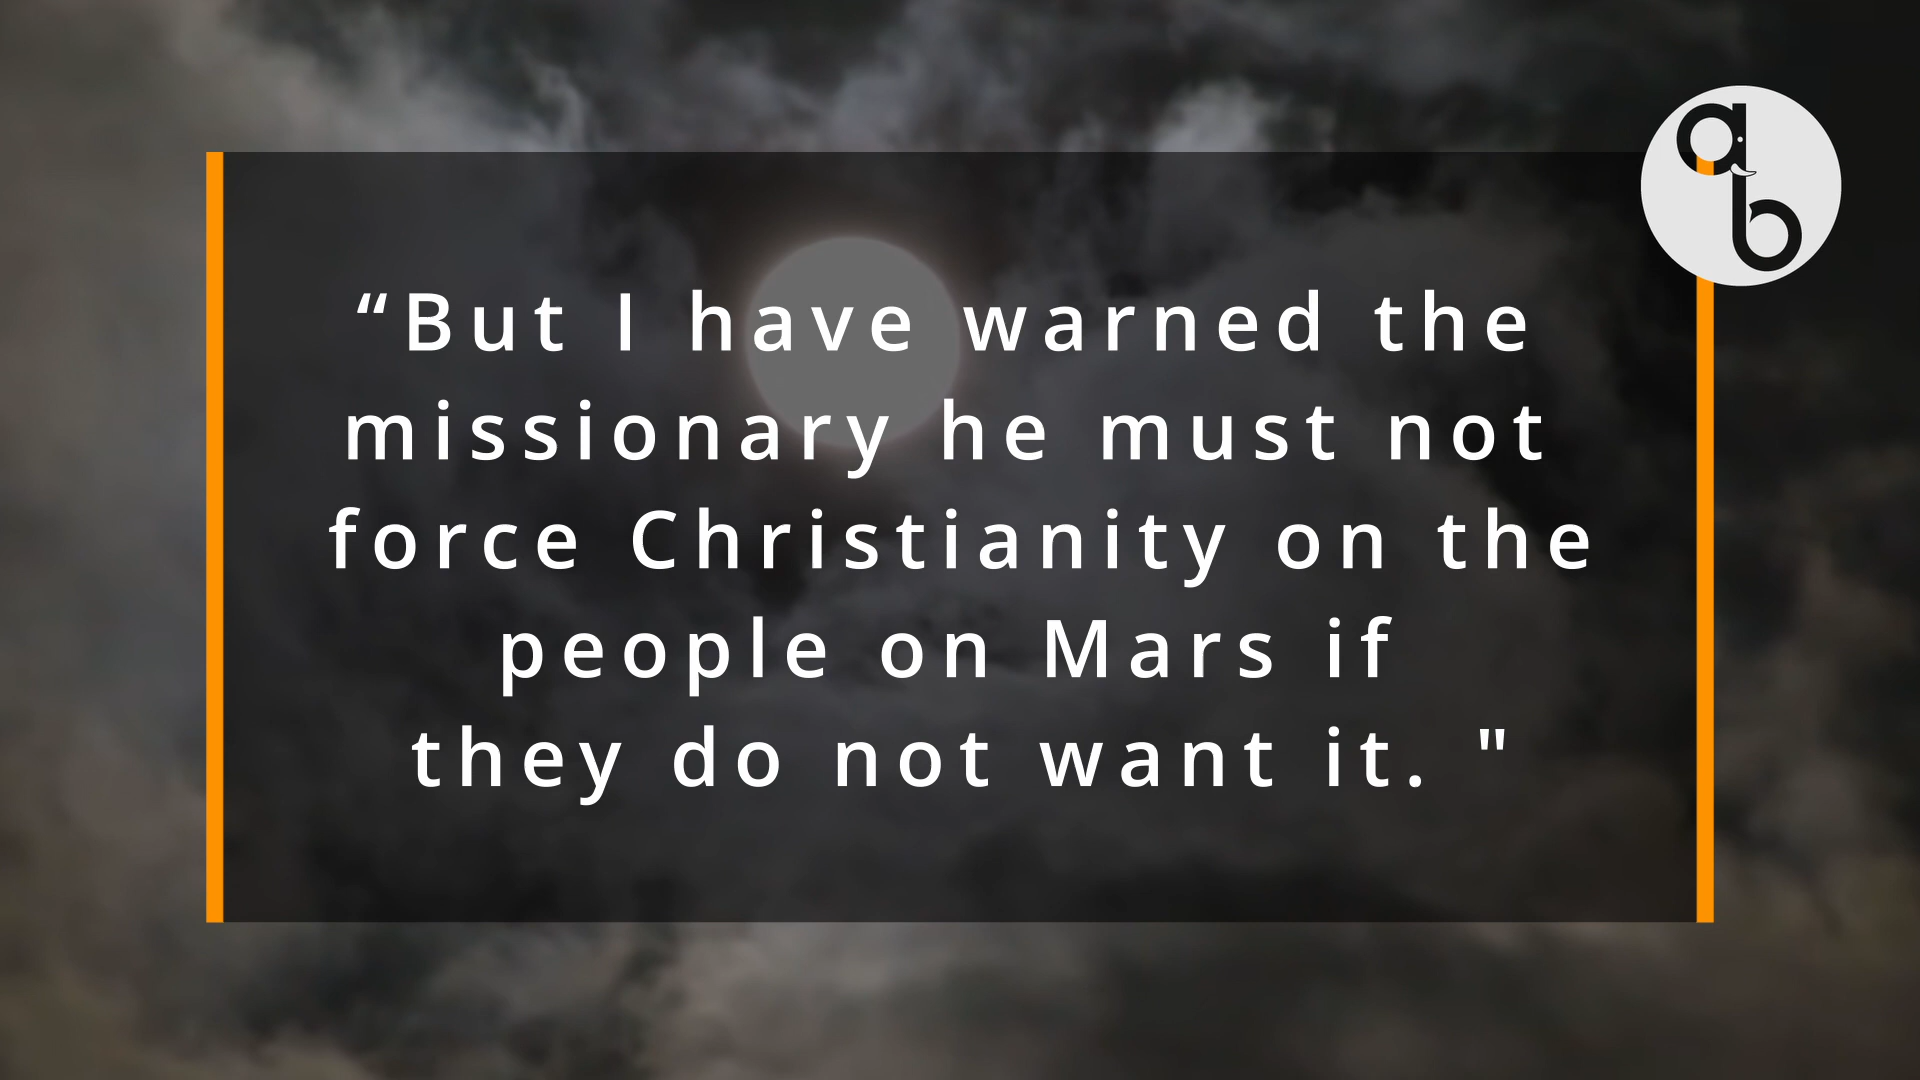 “But I have warned the
missionary he must not
force Christianity on the
people on Mars if
they do not want it. "
ab